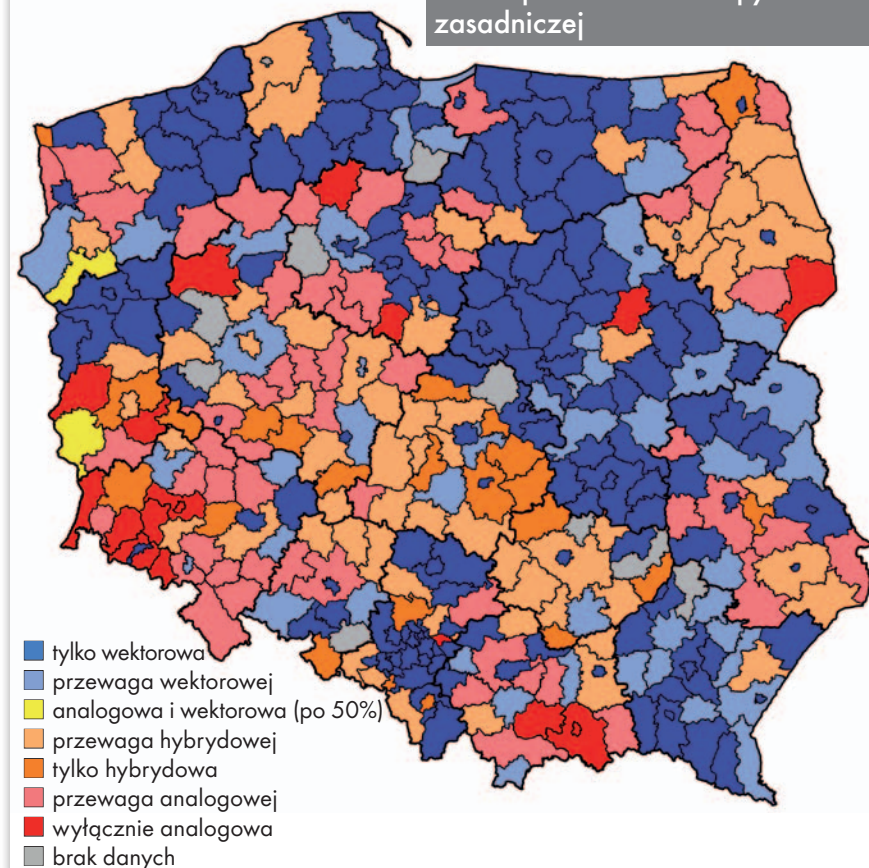 zasadniczej
tylko wektorowa
przewaga wektorowej
analogowa i wektorowa (po 50%)
przewaga hybrydowej
tylko hybrydowa
przewaga analogowej
wyłącznie analogowa
brak danych